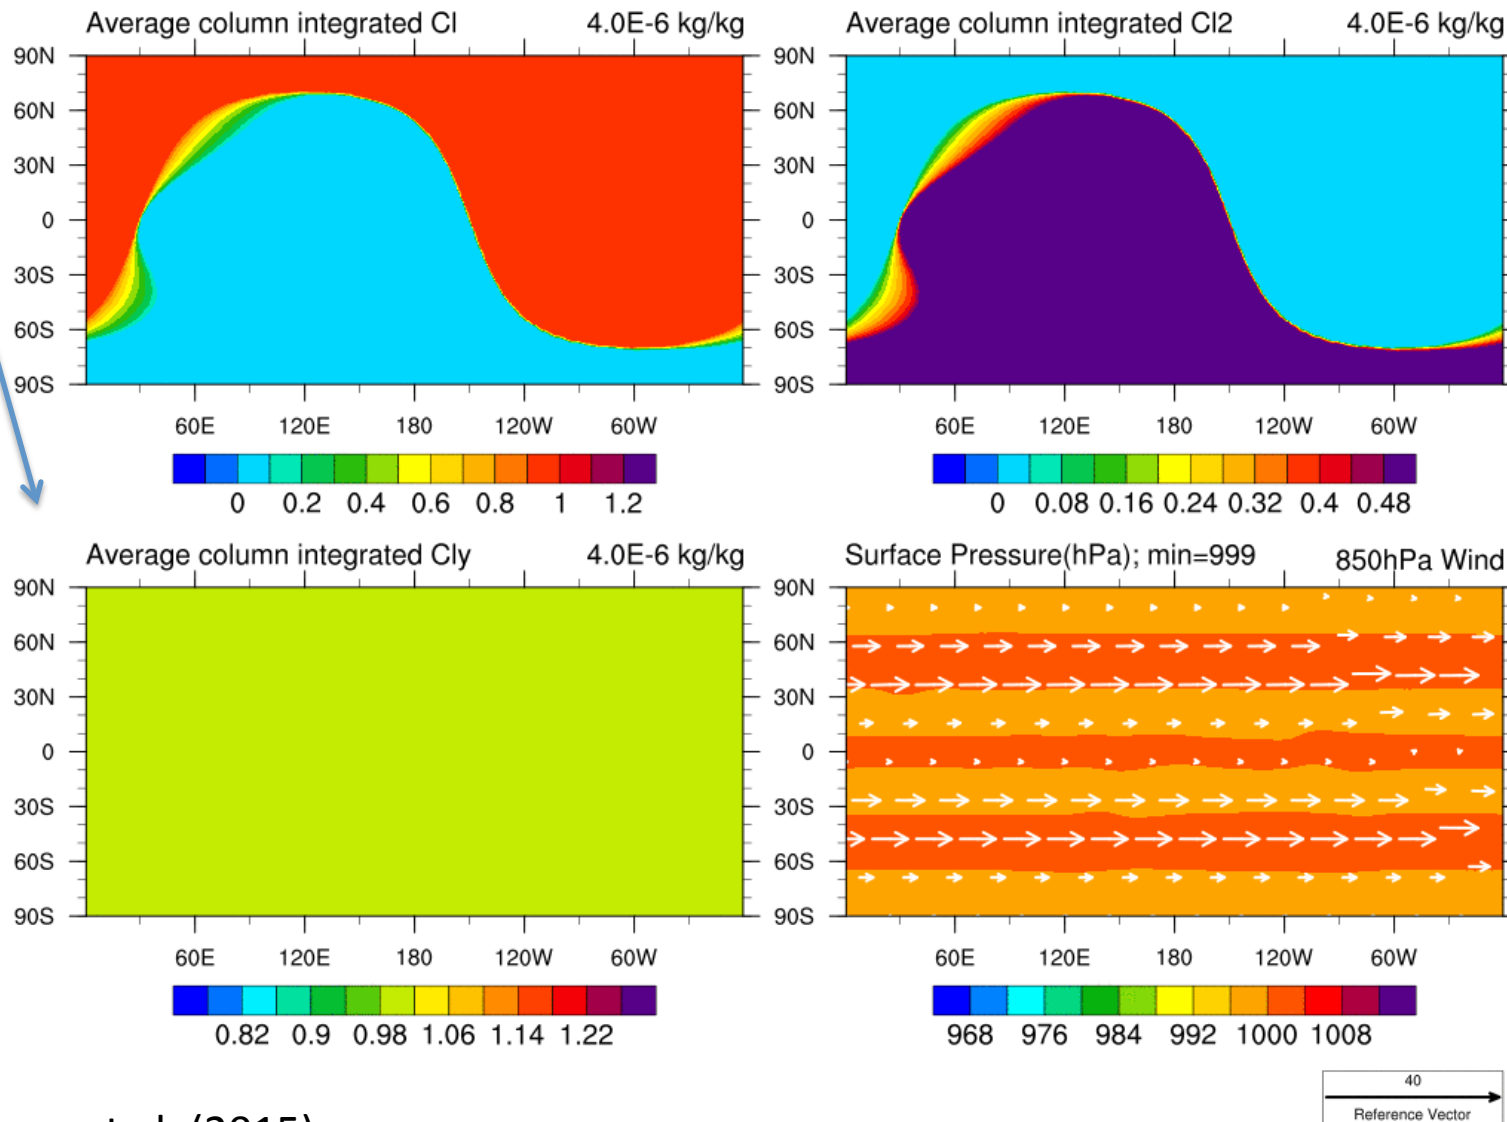 Average column integrated Cl 4.0E-6 kg/kg
90N
60N
30N
0
30S
60S
90S
60E 120E 180 120W 60W
0 0.2 0.4 0.6 0.8 1 1.2
Average column integrated Cl2 4.0E-6 kg/kg
90N
60N
30N
0
30S
60S
90S
60E 120E 180 120W 60W
0 0.08 0.16 0.24 0.32 0.4 0.48
Average column integrated Cly 4.0E-6 kg/kg
90N
60N
30N
0
30S
60S
90S
60E 120E 180 120W 60W
0.82 0.9 0.98 1.06 1.14 1.22
Surface Pressure(hPa); min=999 850hPa Wind
90N
60N
30N
0
30S
60S
90S
60E 120E 180 120W 60W
968 976 984 992 1000 1008
40
Reference Vector
(2015)